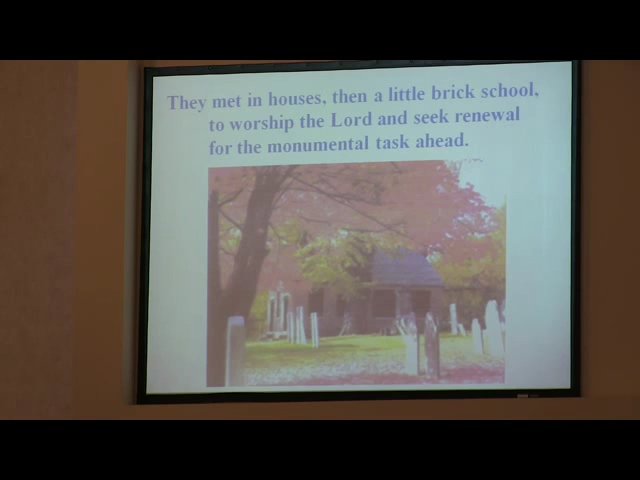 They met in houses, then a little brick school,
to worship the Lord and seek renewal
for the monumental task ahead.